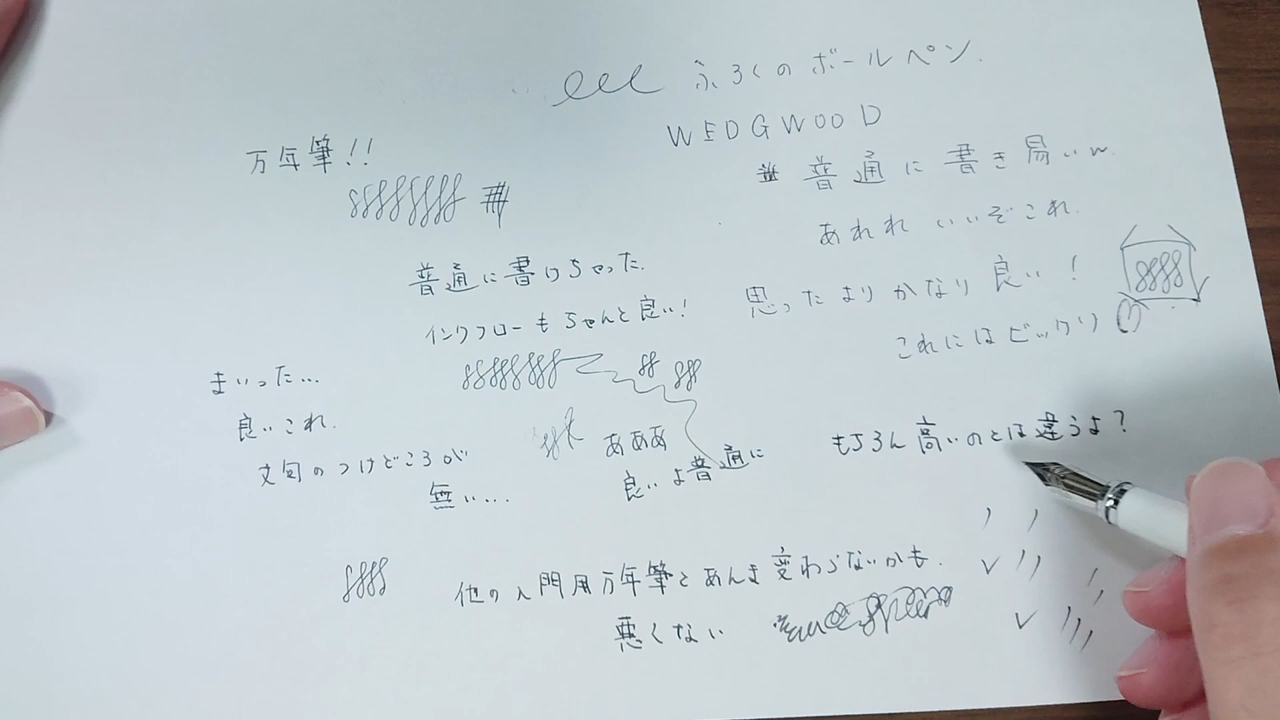 ふろくのボールペン.
WEDGWOOD
普通に書き易いw
あれれ いいぞこれ.
思ったよりかなり良い!
これにはビックリ
万年筆!!
普通に書けちゃった.
インクフローもちゃんと良い!
まいった…
良いこれ.
文句のつけどころが
無い…
あああ
良いよ普通に
もちろん高いのとは違うよ?
他の入門用万年筆とあんま変わらないかも.
悪くない